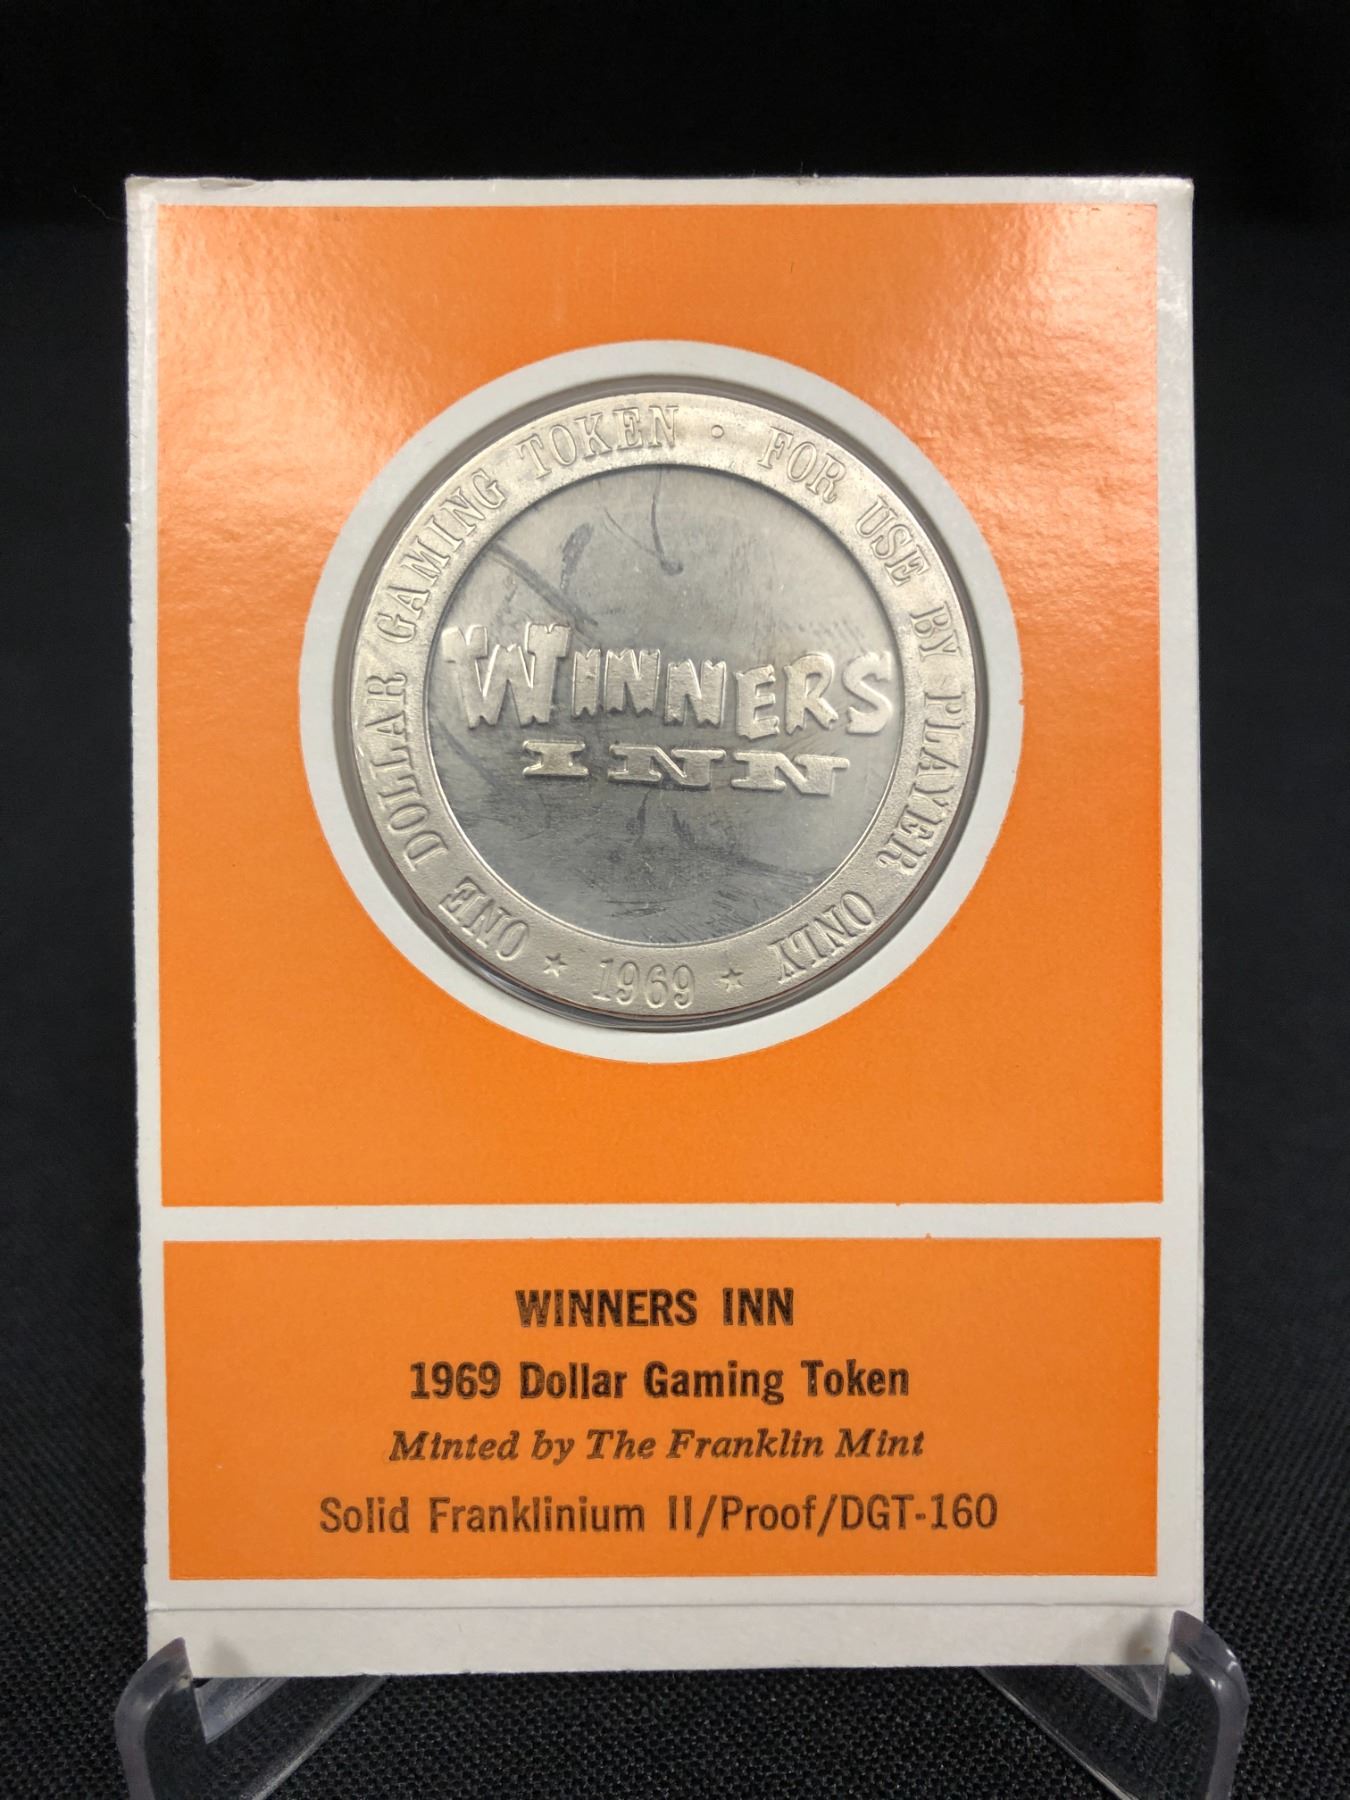 ONE DOLLAR GAMING TOKEN · FOR USE BY PLAYER ONLY
★ 1969 ★
WINNERS
INN
WINNERS INN
1969 Dollar Gaming Token
Minted by The Franklin Mint
Solid Franklinium II/Proof/DGT-160